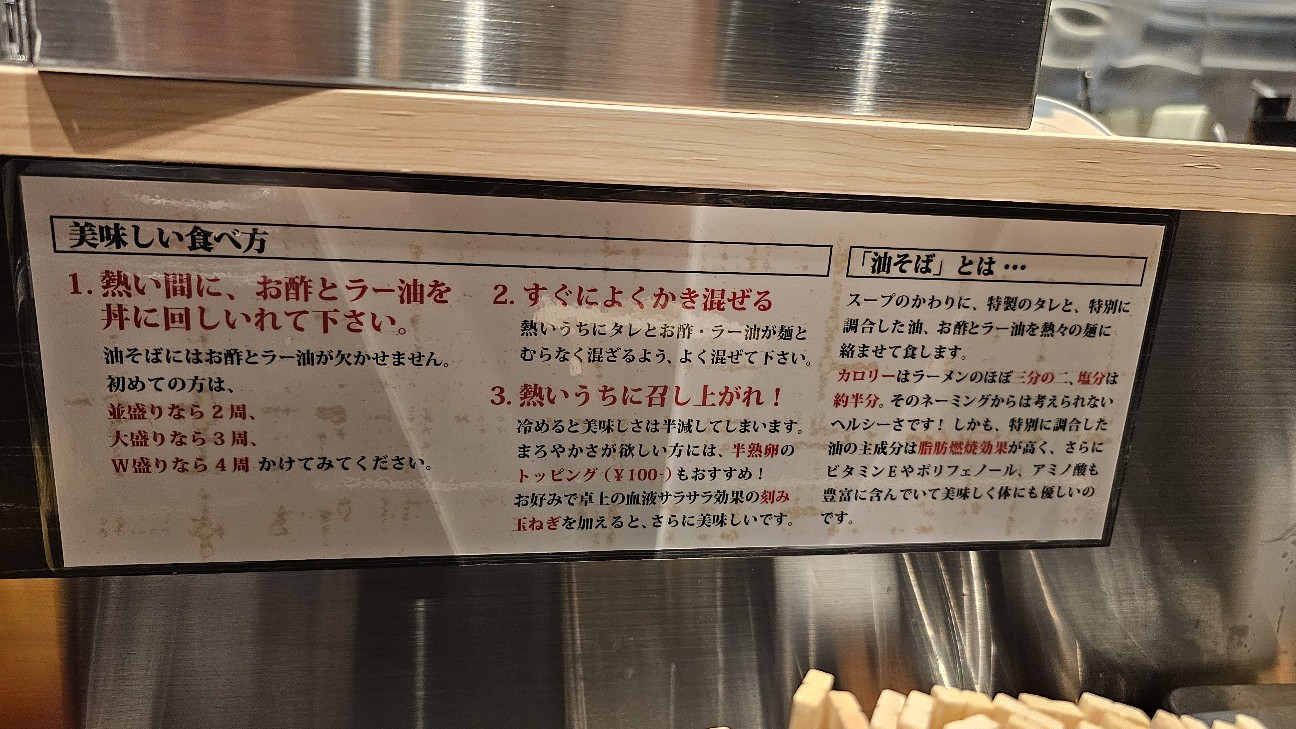 美味しい食べ方
1. 熱い間に、お酢とラー油を
丼に回しいれて下さい。
油そばにはお酢とラー油が欠かせません。
初めての方は、
並盛りなら2周、
大盛りなら3周、
W盛りなら4周 かけてみてください。
2. すぐによくかき混ぜる
熱いうちにタレとお酢・ラー油が麺と
むらなく混ざるよう、よく混ぜて下さい。
3. 熱いうちに召し上がれ！
冷めると美味しさは半減してしまいます。
まろやかさが欲しい方には、半熟卵の
トッピング（¥100-）もおすすめ！
お好みで卓上の血液サラサラ効果の刻み
玉ねぎを加えると、さらに美味しいです。
「油そば」とは…
スープのかわりに、特製のタレと、特別に
調合した油、お酢とラー油を熱々の麺に
絡ませて食します。
カロリーはラーメンのほぼ三分の二、塩分は
約半分。そのネーミングからは考えられない
ヘルシーさです！しかも、特別に調合した
油の主成分は脂肪燃焼効果が高く、さらに
ビタミンEやポリフェノール、アミノ酸も
豊富に含んでいて美味しく体にも優しいの
です。